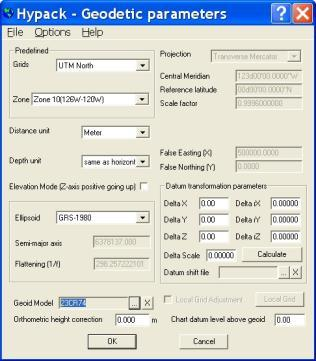 Hypack - Geodetic parameters
File Options Help
Predefined
Grids UTM North
Zone Zone 10(126W-120W)
Distance unit Meter
Depth unit same as horizont
Elevation Mode (Z-axis positive going up)
Ellipsoid GRS-1980
Semi-major axis 6378137.000
Flattening (1/f) 298.257222101
Projection Transverse Mercator
Central Meridian 123d00'00.0000"W
Reference latitude 00d00'00.0000"N
Scale factor 0.9996000000
False Easting (X) 500000.0000
False Northing (Y) 0.0000
Datum transformation parameters
Delta X 0.00 Delta rX 0.00000
Delta Y 0.00 Delta rY 0.00000
Delta Z 0.00 Delta rZ 0.00000
Delta Scale 0.00000 Calculate
Datum shift file ... X
Geoid Model ... X
Local Grid Adjustment Local Grid
Orthometric height correction 0.000 m Chart datum level above geoid 0.00
OK Cancel